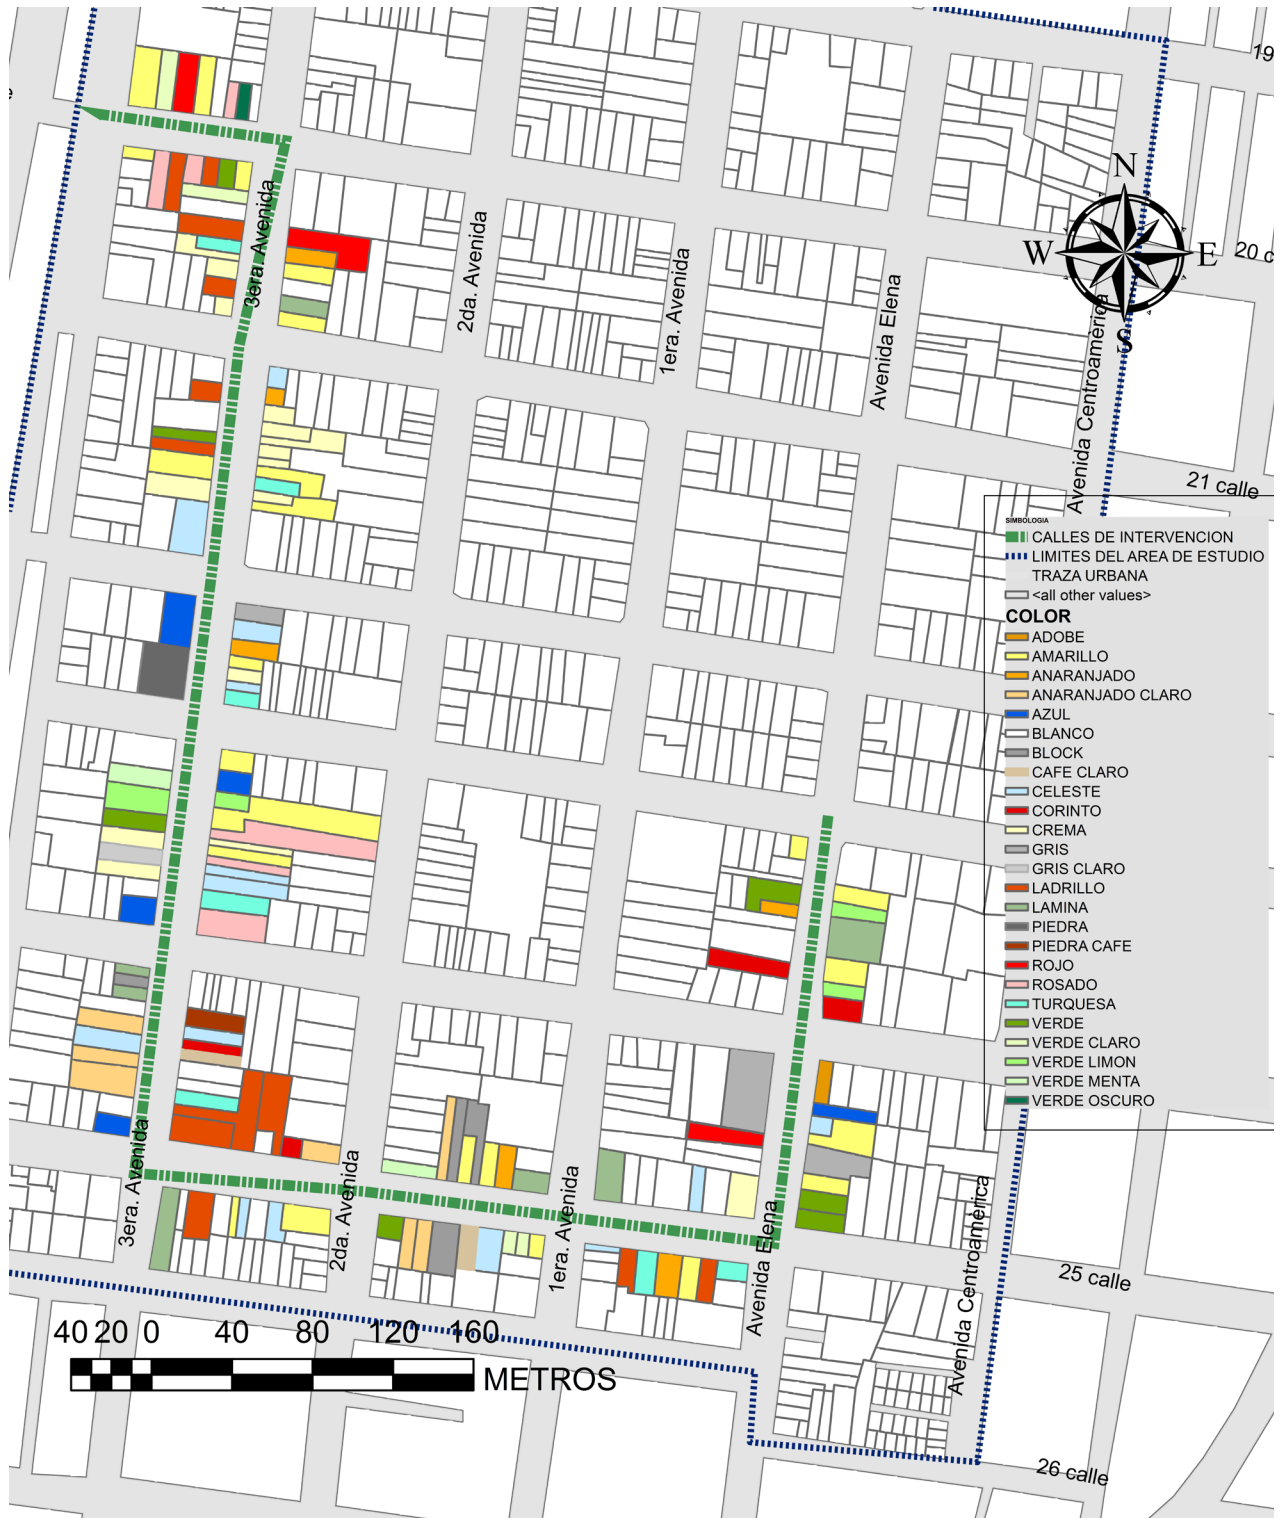 19
N
W
E
S
20 c
3era. Avenida
2da. Avenida
1era. Avenida
Avenida Elena
Avenida Centroamèrica
21 calle
SIMBOLOGIA
CALLES DE INTERVENCION
LIMITES DEL AREA DE ESTUDIO
TRAZA URBANA
<all other values>
COLOR
ADOBE
AMARILLO
ANARANJADO
ANARANJADO CLARO
AZUL
BLANCO
BLOCK
CAFE CLARO
CELESTE
CORINTO
CREMA
GRIS
GRIS CLARO
LADRILLO
LAMINA
PIEDRA
PIEDRA CAFE
ROJO
ROSADO
TURQUESA
VERDE
VERDE CLARO
VERDE LIMON
VERDE MENTA
VERDE OSCURO
3era. Avenida
2da. Avenida
1era. Avenida
Avenida Elena
Avenida Centroamérica
25 calle
40 20 0 40 80 120 160
METROS
26 calle